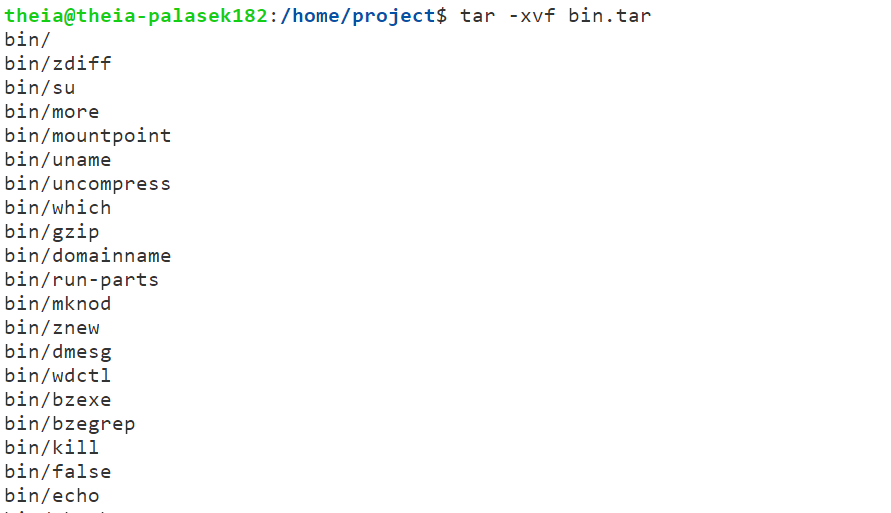 theia@theia-palasek182:/home/project$ tar -xvf bin.tar
bin/
bin/zdiff
bin/su
bin/more
bin/mountpoint
bin/uname
bin/uncompress
bin/which
bin/gzip
bin/domainname
bin/run-parts
bin/mknod
bin/znew
bin/dmesg
bin/wdctl
bin/bzexe
bin/bzegrep
bin/kill
bin/false
bin/echo